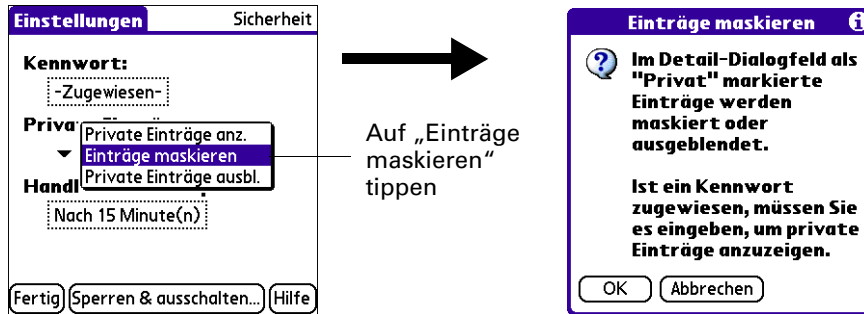 Einstellungen Sicherheit
Kennwort:
-Zugewiesen-
Priva
Private Einträge anz.
Einträge maskieren
Private Einträge ausbl.
Handl
Nach 15 Minute(n)
Fertig Sperren & ausschalten... Hilfe
Auf „Einträge
maskieren“
tippen
Einträge maskieren i
Im Detail-Dialogfeld als
"Privat" markierte
Einträge werden
maskiert oder
ausgeblendet.
Ist ein Kennwort
zugewiesen, müssen Sie
es eingeben, um private
Einträge anzuzeigen.
OK Abbrechen